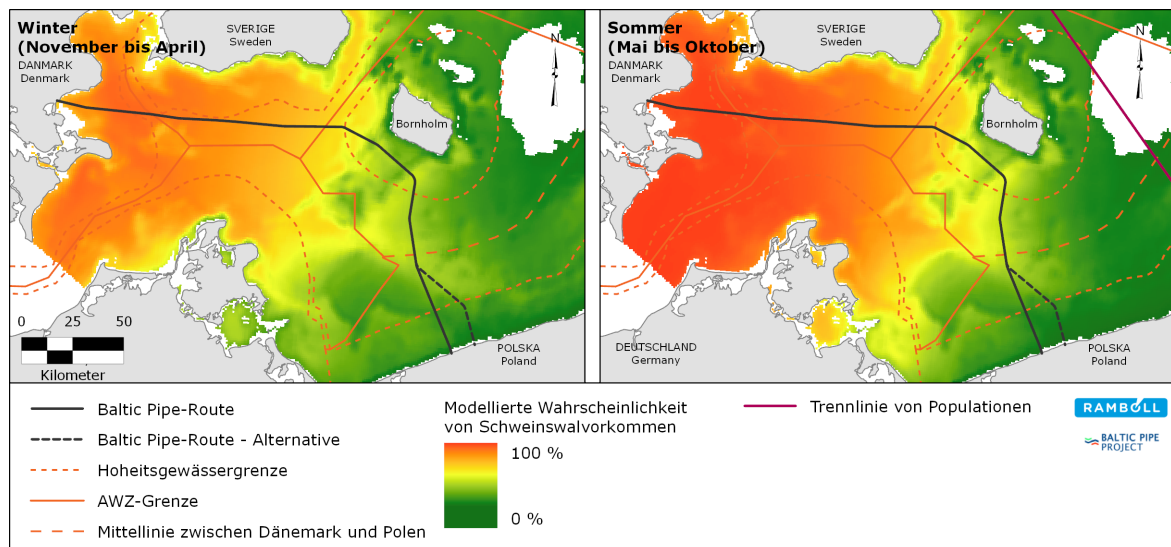 Winter
(November bis April)
SVERIGE
Sweden
DANMARK
Denmark
N
Bornholm
0 25 50
Kilometer
POLSKA
Poland
Sommer
(Mai bis Oktober)
SVERIGE
Sweden
DANMARK
Denmark
N
Bornholm
DEUTSCHLAND
Germany
POLSKA
Poland
Baltic Pipe-Route
Baltic Pipe-Route - Alternative
Hoheitsgewässergrenze
AWZ-Grenze
Mittellinie zwischen Dänemark und Polen
Modellierte Wahrscheinlichkeit
von Schweinswalvorkommen
100 %
0 %
Trennlinie von Populationen
RAMBOLL
BALTIC PIPE
PROJECT